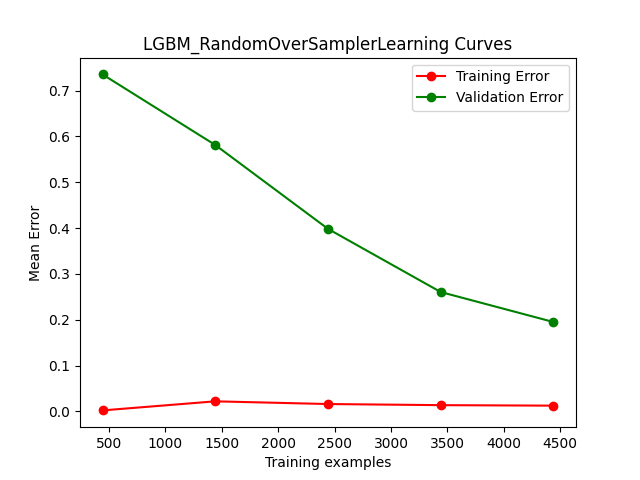 LGBM_RandomOverSamplerLearning Curves
Training Error
Validation Error
Mean Error
0.7
0.6
0.5
0.4
0.3
0.2
0.1
0.0
500 1000 1500 2000 2500 3000 3500 4000 4500
Training examples